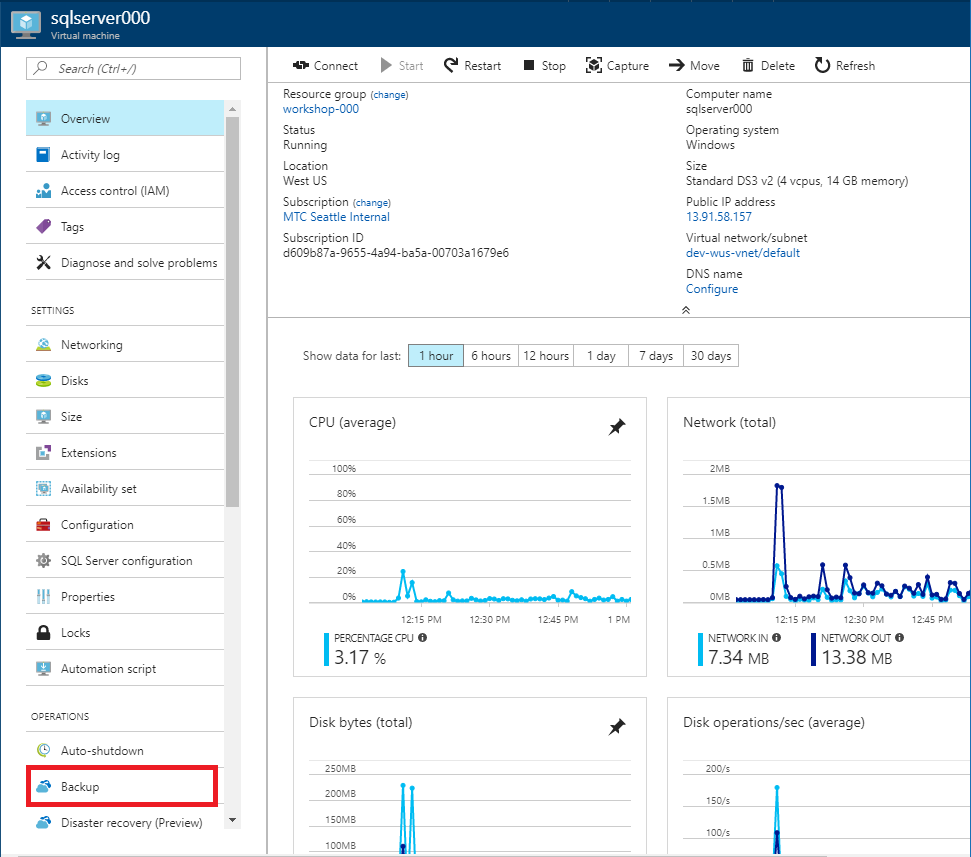 sqlserver000
Virtual machine
Search (Ctrl+/)
Overview
Activity log
Access control (IAM)
Tags
Diagnose and solve problems
SETTINGS
Networking
Disks
Size
Extensions
Availability set
Configuration
SQL Server configuration
Properties
Locks
Automation script
OPERATIONS
Auto-shutdown
Backup
Disaster recovery (Preview)
Connect Start Restart Stop Capture Move Delete Refresh
Resource group (change)
workshop-000
Status
Running
Location
West US
Subscription (change)
MTC Seattle Internal
Subscription ID
d609b87a-9655-4a94-ba5a-00703a1679e6
Computer name
sqlserver000
Operating system
Windows
Size
Standard DS3 v2 (4 vcpus, 14 GB memory)
Public IP address
13.91.58.157
Virtual network/subnet
dev-wus-vnet/default
DNS name
Configure
Show data for last: 1 hour 6 hours 12 hours 1 day 7 days 30 days
CPU (average)
100%
80%
60%
40%
20%
0%
12:15 PM 12:30 PM 12:45 PM 1 PM
PERCENTAGE CPU
3.17 %
Network (total)
2MB
1.5MB
1MB
0.5MB
0MB
12:15 PM 12:30 PM 12:45 PM
NETWORK IN NETWORK OUT
7.34 MB 13.38 MB
Disk bytes (total)
250MB
200MB
150MB
100MB
Disk operations/sec (average)
200/s
150/s
100/s